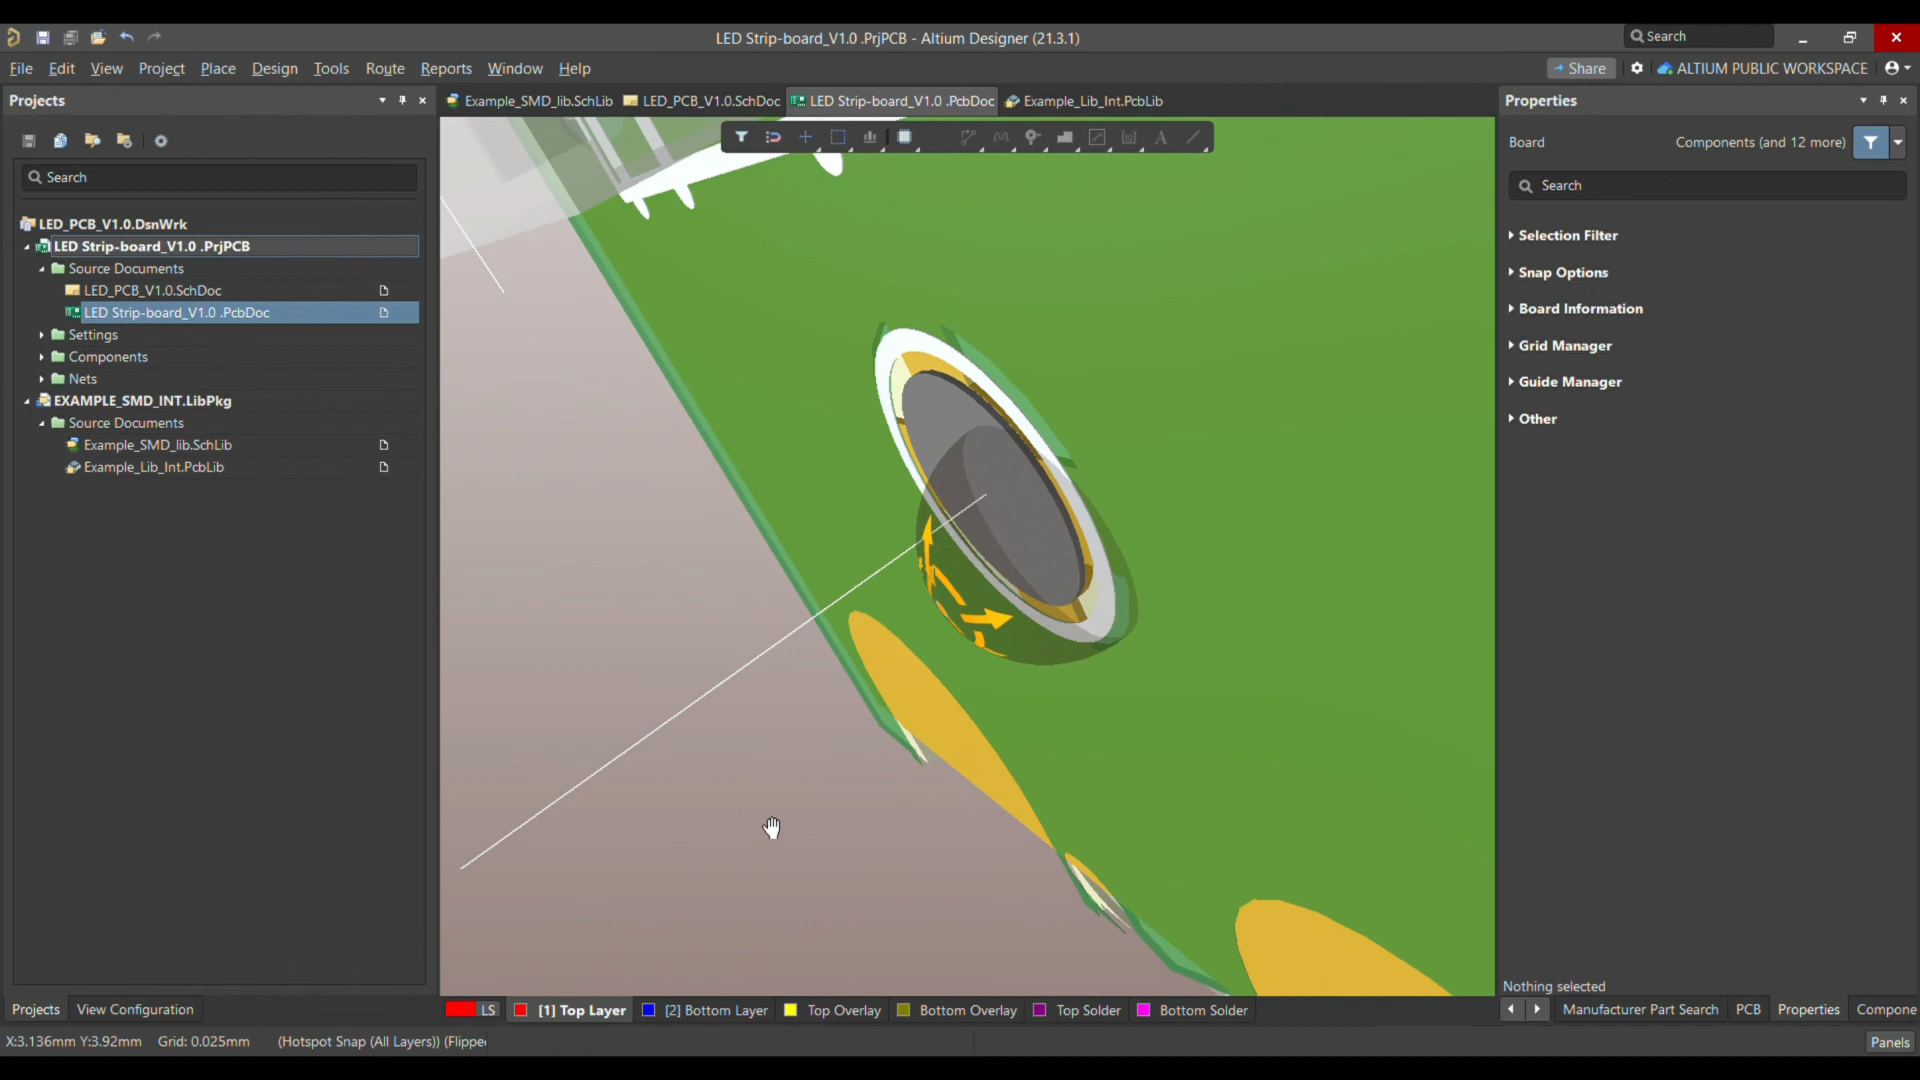 LED Strip-board_V1.0 .PrjPCB - Altium Designer (21.3.1)
Search
File Edit View Project Place Design Tools Route Reports Window Help
Share
ALTIUM PUBLIC WORKSPACE
Projects
Example_SMD_lib.SchLib
LED_PCB_V1.0.SchDoc
LED Strip-board_V1.0 .PcbDoc
Example_Lib_Int.PcbLib
Properties
Board
Components (and 12 more)
Search
Search
LED_PCB_V1.0.DsnWrk
LED Strip-board_V1.0 .PrjPCB
Source Documents
LED_PCB_V1.0.SchDoc
LED Strip-board_V1.0 .PcbDoc
Settings
Components
Nets
EXAMPLE_SMD_INT.LibPkg
Source Documents
Example_SMD_lib.SchLib
Example_Lib_Int.PcbLib
Selection Filter
Snap Options
Board Information
Grid Manager
Guide Manager
Other
Nothing selected
Projects
View Configuration
LS
[1] Top Layer
[2] Bottom Layer
Top Overlay
Bottom Overlay
Top Solder
Bottom Solder
Manufacturer Part Search
PCB
Properties
Compone
X:3.136mm Y:3.92mm Grid: 0.025mm (Hotspot Snap (All Layers)) (Flippe
Panels